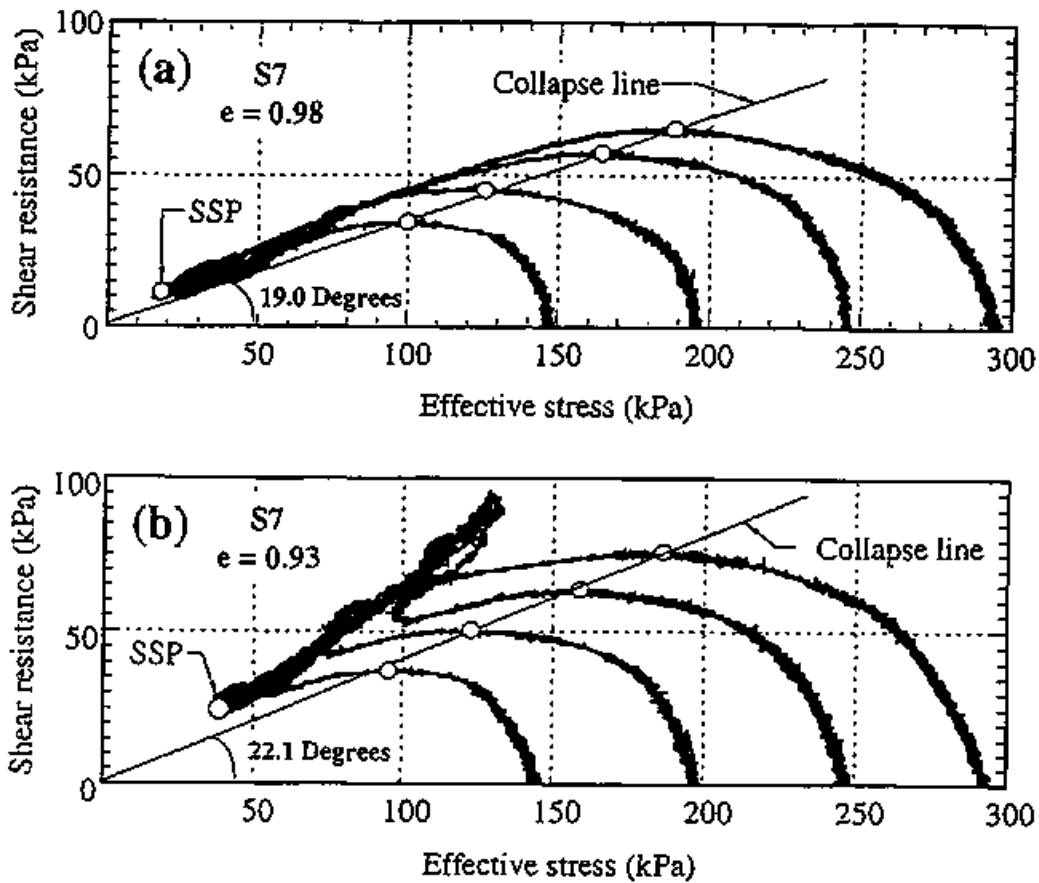 (a)
S7
e = 0.98
Collapse line
SSP
19.0 Degrees
Shear resistance (kPa)
100
50
0
50
100
150
200
250
300
Effective stress (kPa)
(b)
S7
e = 0.93
Collapse line
SSP
22.1 Degrees
Shear resistance (kPa)
100
50
0
50
100
150
200
250
300
Effective stress (kPa)